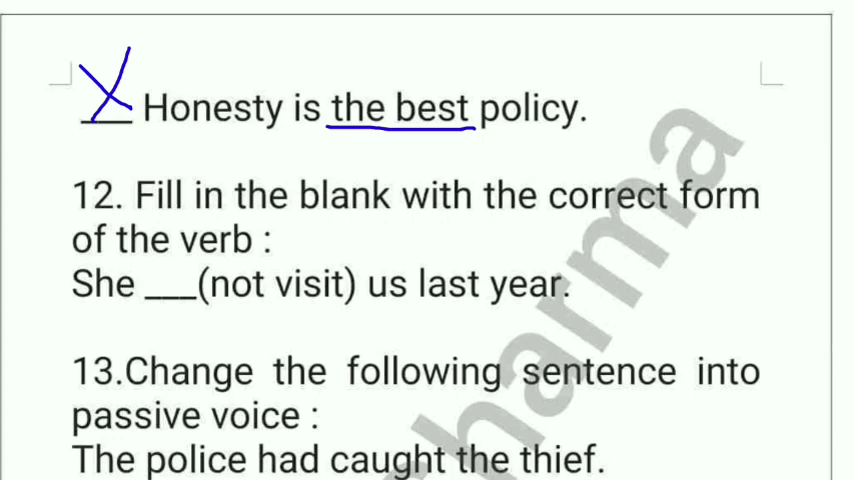 ___ Honesty is the best policy.
12. Fill in the blank with the correct form
of the verb :
She ___(not visit) us last year.
13.Change the following sentence into
passive voice :
The police had caught the thief.
harma